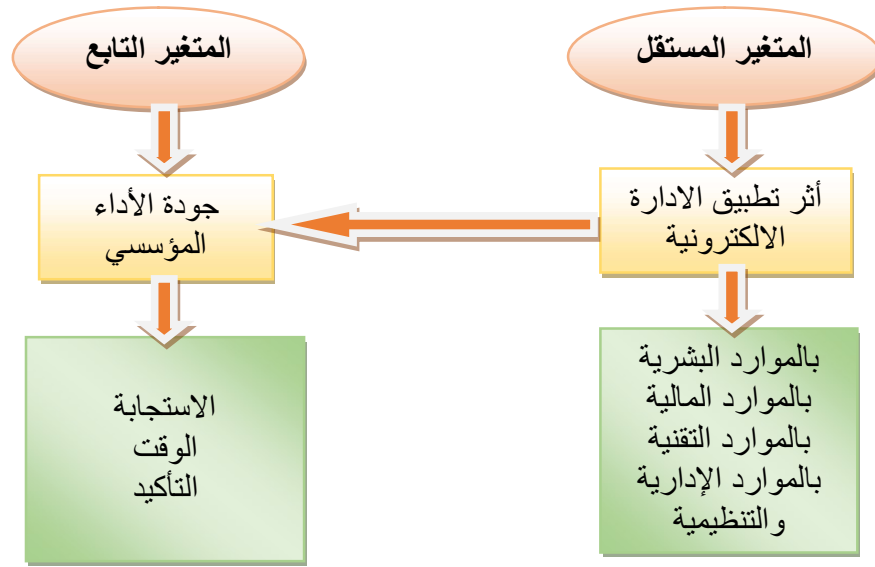 المتغير المستقل
أثر تطبيق الادارة
الالكترونية
بالموارد البشرية
بالموارد المالية
بالموارد التقنية
بالموارد الإدارية
والتنظيمية
المتغير التابع
جودة الأداء
المؤسسي
الاستجابة
الوقت
التأكيد